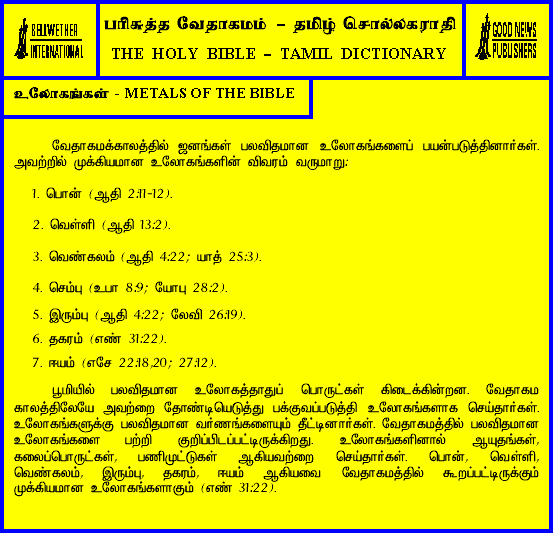 BELLWETHER
INTERNATIONAL
பரிசுத்த வேதாகமம் – தமிழ் சொல்லகராதி
THE HOLY BIBLE – TAMIL DICTIONARY
GOOD NEWS
PUBLISHERS
உலோகங்கள் - METALS OF THE BIBLE
வேதாகமக்காலத்தில் ஜனங்கள் பலவிதமான உலோகங்களைப் பயன்படுத்தினார்கள்.
அவற்றில் முக்கியமான உலோகங்களின் விவரம் வருமாறு:
1. பொன் (ஆதி 2:11-12).
2. வெள்ளி (ஆதி 13:2).
3. வெண்கலம் (ஆதி 4:22; யாத் 25:3).
4. செம்பு (உபா 8:9; யோபு 28:2).
5. இரும்பு (ஆதி 4:22; லேவி 26:19).
6. தகரம் (எண் 31:22).
7. ஈயம் (எசே 22:18,20; 27:12).
பூமியில் பலவிதமான உலோகத்தாதுப் பொருட்கள் கிடைக்கின்றன. வேதாகம
காலத்திலேயே அவற்றை தோண்டியெடுத்து பக்குவப்படுத்தி உலோகங்களாக செய்தார்கள்.
உலோகங்களுக்கு பலவிதமான வர்ணங்களையும் தீட்டினார்கள். வேதாகமத்தில் பலவிதமான
உலோகங்களை பற்றி குறிப்பிடப்பட்டிருக்கிறது. உலோகங்களினால் ஆயுதங்கள்,
கலைப்பொருட்கள், பணிமுட்டுகள் ஆகியவற்றை செய்தார்கள். பொன், வெள்ளி,
வெண்கலம், இரும்பு, தகரம், ஈயம் ஆகியவை வேதாகமத்தில் கூறப்பட்டிருக்கும்
முக்கியமான உலோகங்களாகும் (எண் 31:22).